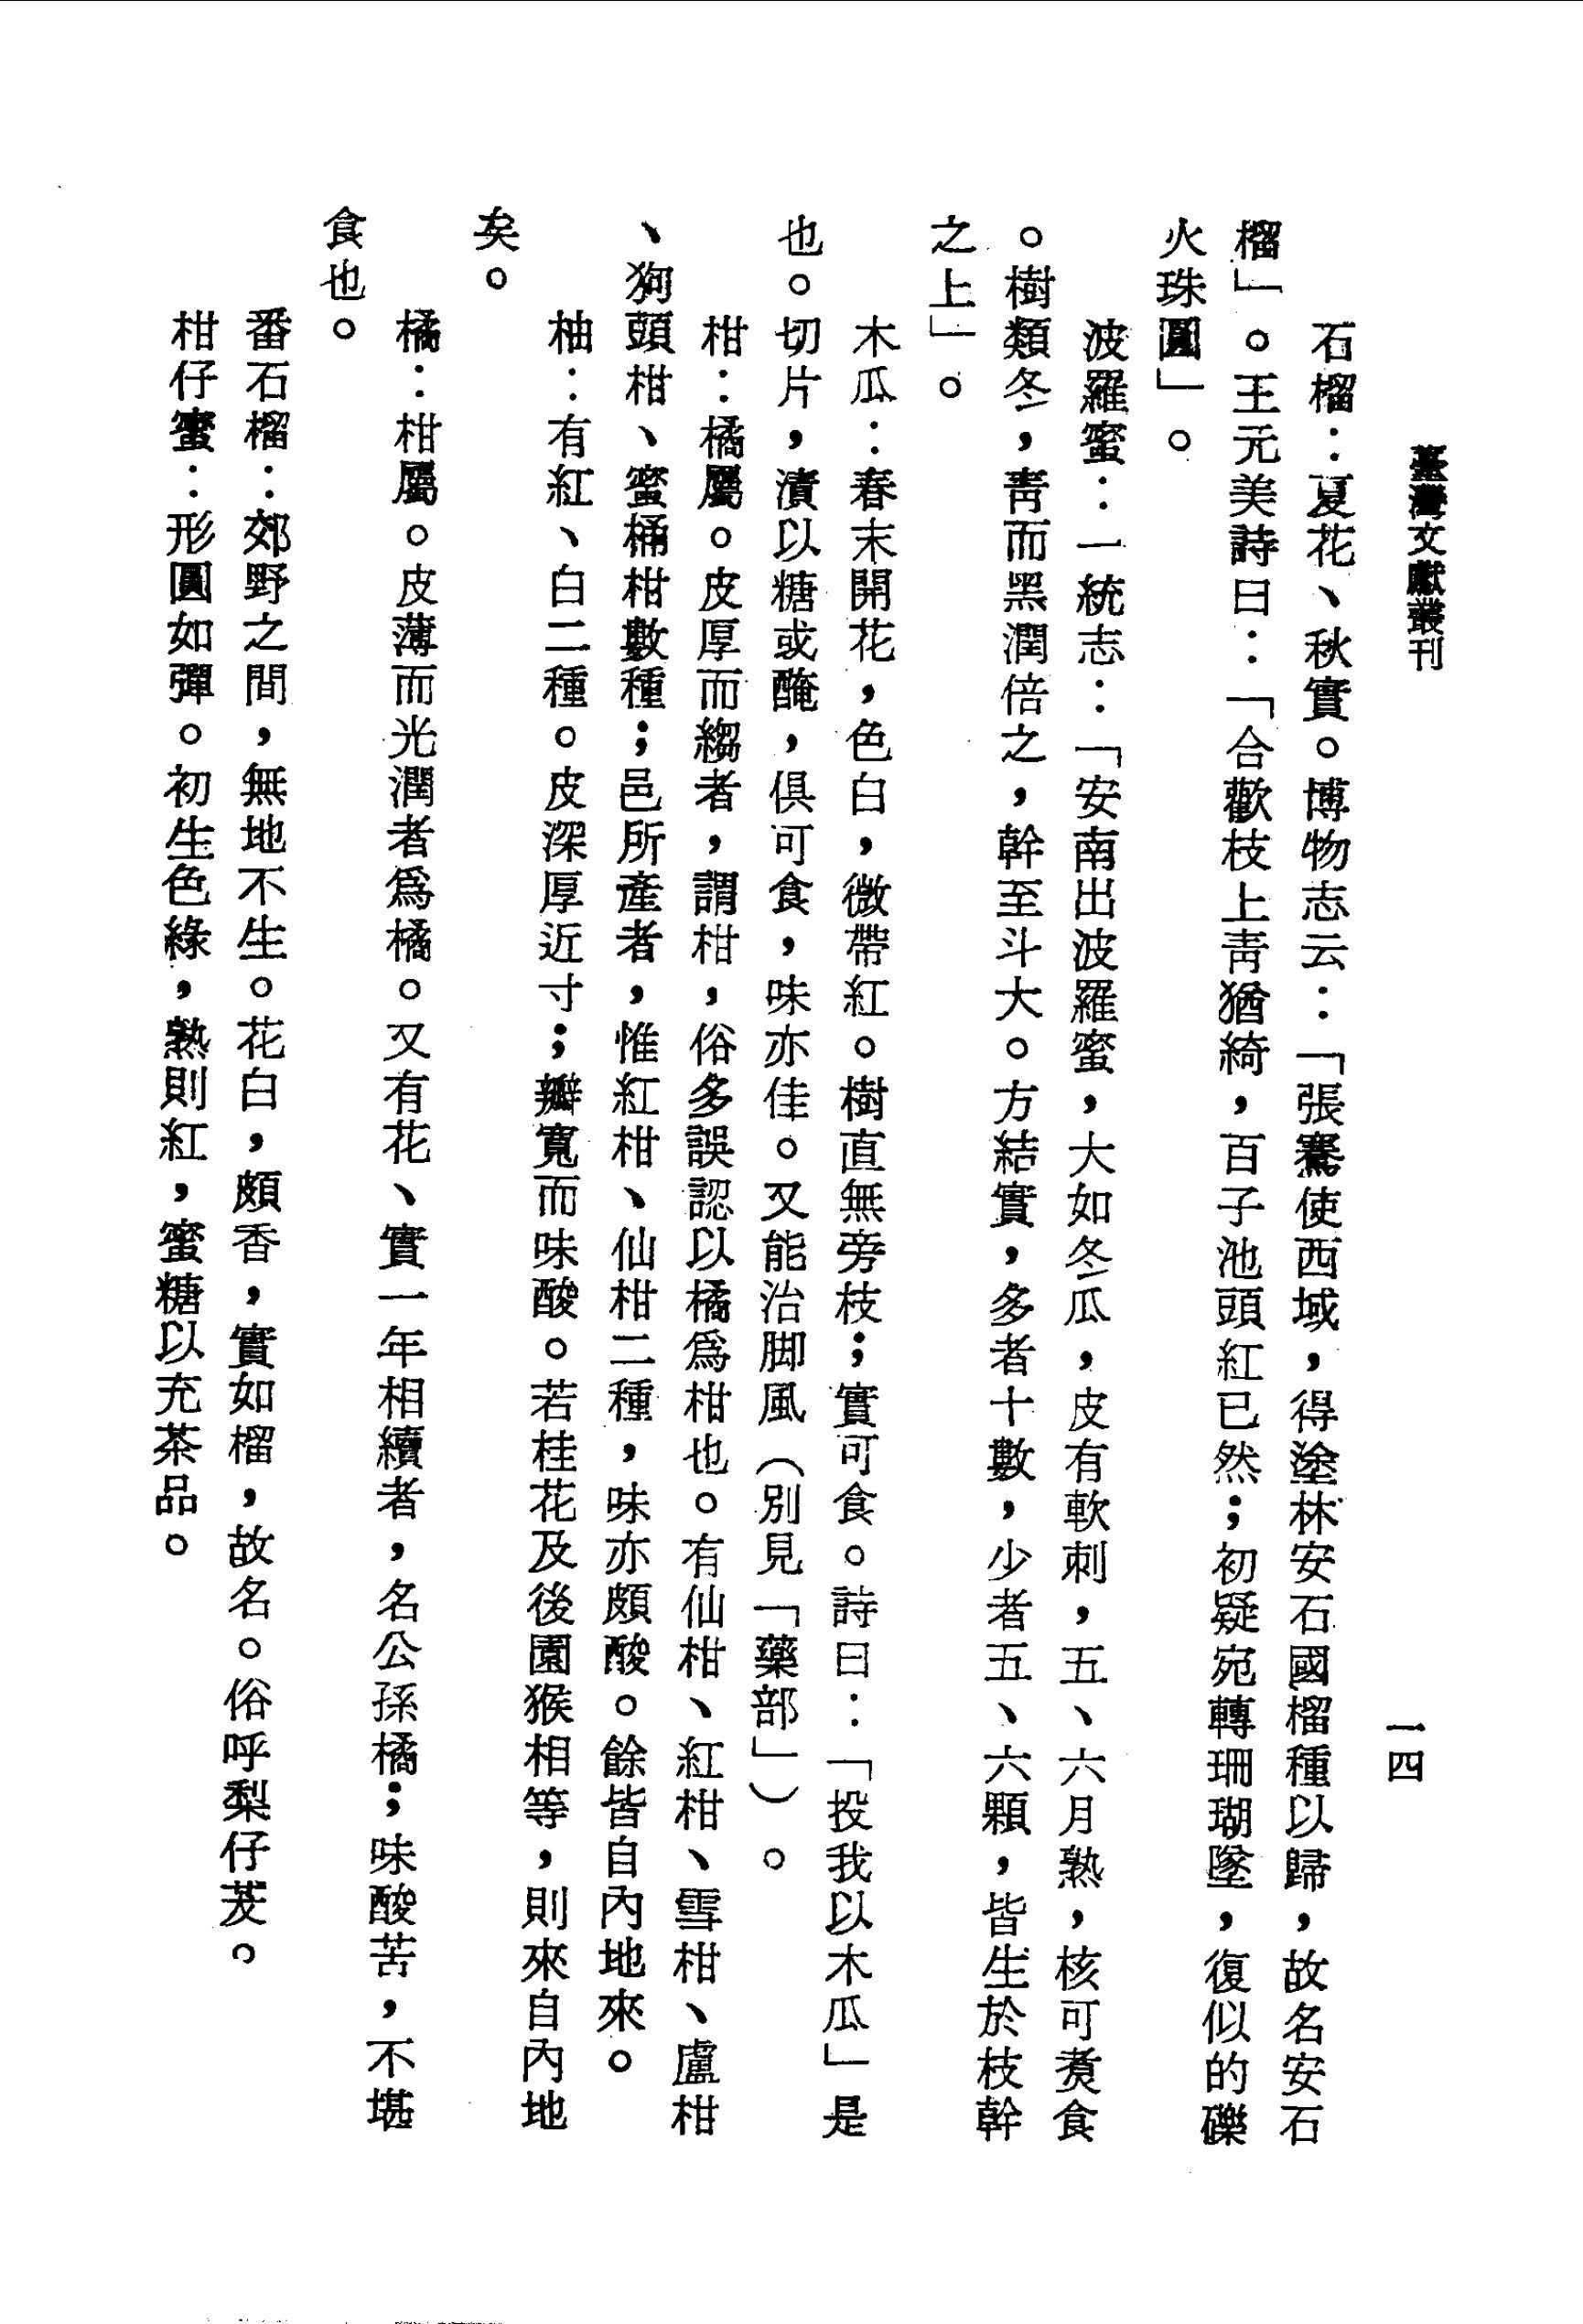 臺灣文獻叢刊
一四
石榴：夏花、秋實。博物志云：「張騫使西域，得塗林安石國榴種以歸，故名安石
榴」。王元美詩曰：「合歡枝上靑猶綺，百子池頭紅已然；初疑宛轉珊瑚墜，復似的礫
火珠圓」。
波羅蜜：一統志：「安南出波羅蜜，大如冬瓜，皮有軟刺，五、六月熟，核可煑食
。樹類冬，靑而黑潤倍之，幹至斗大。方結實，多者十數，少者五、六顆，皆生於枝幹
之上」。
木瓜：春末開花，色白，微帶紅。樹直無旁枝；實可食。詩曰：「投我以木瓜」是
也。切片，漬以糖或醃，俱可食，味亦佳。又能治脚風（別見「藥部」）。
柑：橘屬。皮厚而縐者，謂柑，俗多誤認以橘爲柑也。有仙柑、紅柑、雪柑、盧柑
、狗頭柑、蜜桶柑數種；邑所產者，惟紅柑、仙柑二種，味亦頗酸。餘皆自內地來。
柚：有紅、白二種。皮深厚近寸；瓣寬而味酸。若桂花及後園猴相等，則來自內地
矣。
橘：柑屬。皮薄而光潤者爲橘。又有花、實一年相續者，名公孫橘；味酸苦，不堪
食也。
番石榴：郊野之間，無地不生。花白，頗香，實如榴，故名。俗呼梨仔茇。
柑仔蜜：形圓如彈。初生色綠，熟則紅，蜜糖以充茶品。